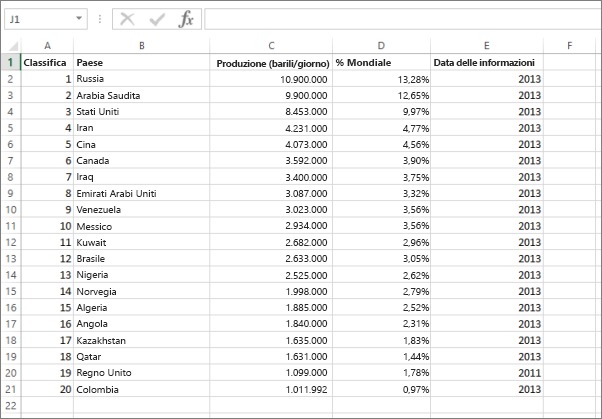 J1 fx
A B C D E F
1 Classifica Paese Produzione (barili/giorno) % Mondiale Data delle informazioni
2 1 Russia 10.900.000 13,28% 2013
3 2 Arabia Saudita 9.900.000 12,65% 2013
4 3 Stati Uniti 8.453.000 9,97% 2013
5 4 Iran 4.231.000 4,77% 2013
6 5 Cina 4.073.000 4,56% 2013
7 6 Canada 3.592.000 3,90% 2013
8 7 Iraq 3.400.000 3,75% 2013
9 8 Emirati Arabi Uniti 3.087.000 3,32% 2013
10 9 Venezuela 3.023.000 3,56% 2013
11 10 Messico 2.934.000 3,56% 2013
12 11 Kuwait 2.682.000 2,96% 2013
13 12 Brasile 2.633.000 3,05% 2013
14 13 Nigeria 2.525.000 2,62% 2013
15 14 Norvegia 1.998.000 2,79% 2013
16 15 Algeria 1.885.000 2,52% 2013
17 16 Angola 1.840.000 2,31% 2013
18 17 Kazakhstan 1.635.000 1,83% 2013
19 18 Qatar 1.631.000 1,44% 2013
20 19 Regno Unito 1.099.000 1,78% 2011
21 20 Colombia 1.011.992 0,97% 2013
22